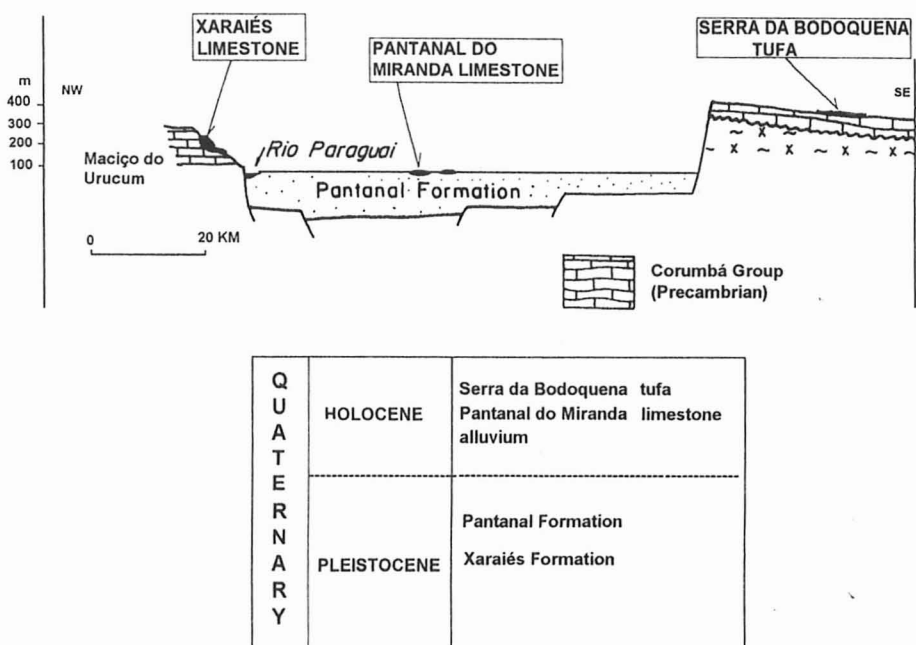 XARAIÉS
LIMESTONE
PANTANAL DO
MIRANDA LIMESTONE
SERRA DA BODOQUENA
TUFA
m
NW
SE
400
300
200
100
Maciço do
Urucum
Rio Paraguai
Pantanal Formation
0 20 KM
Corumbá Group
(Precambrian)
~ X ~ X ~ X ~
~ X ~ X ~ X ~ X
QUATERNARY
HOLOCENE
Serra da Bodoquena tufa
Pantanal do Miranda limestone
alluvium
PLEISTOCENE
Pantanal Formation
Xaraiés Formation